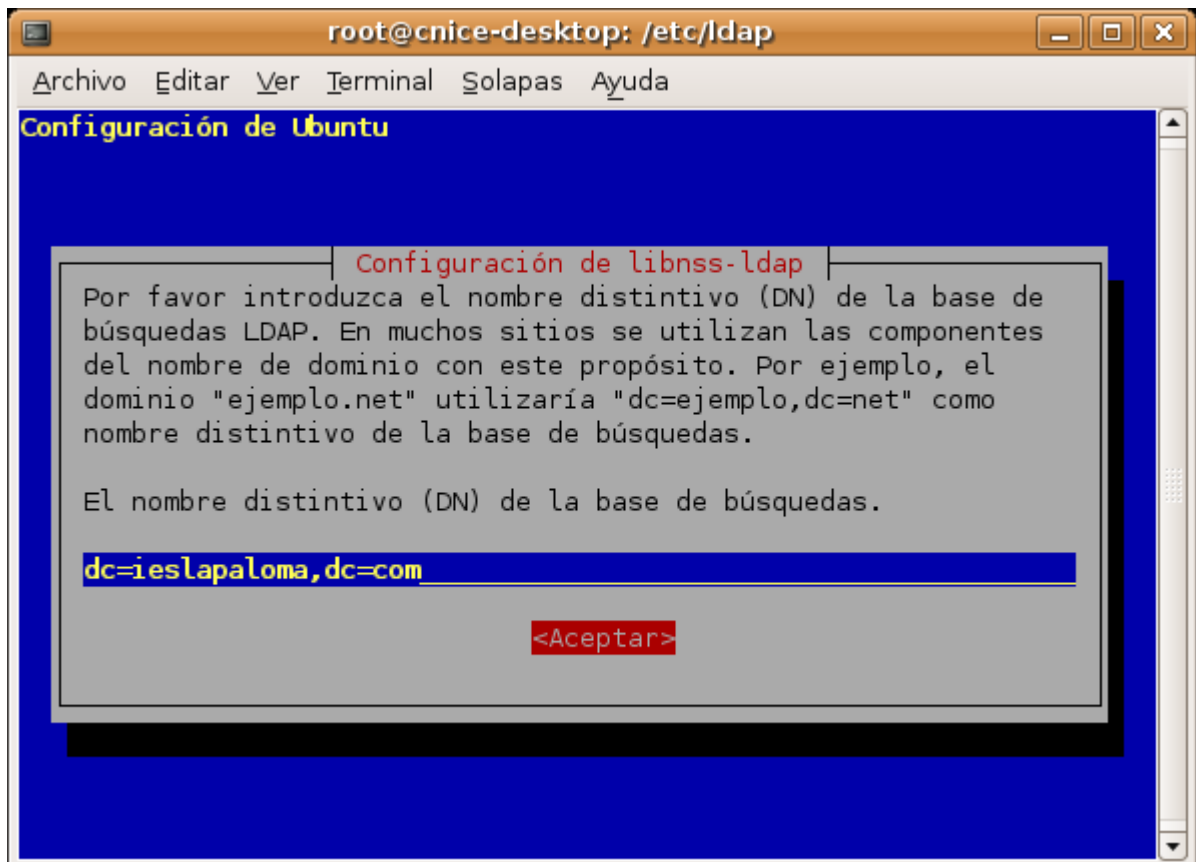 root@cnice-desktop: /etc/ldap
Archivo Editar Ver Terminal Solapas Ayuda
Configuración de Ubuntu
Configuración de libnss-ldap
Por favor introduzca el nombre distintivo (DN) de la base de
búsquedas LDAP. En muchos sitios se utilizan las componentes
del nombre de dominio con este propósito. Por ejemplo, el
dominio "ejemplo.net" utilizaría "dc=ejemplo,dc=net" como
nombre distintivo de la base de búsquedas.
El nombre distintivo (DN) de la base de búsquedas.
dc=ieslapaloma,dc=com
<Aceptar>